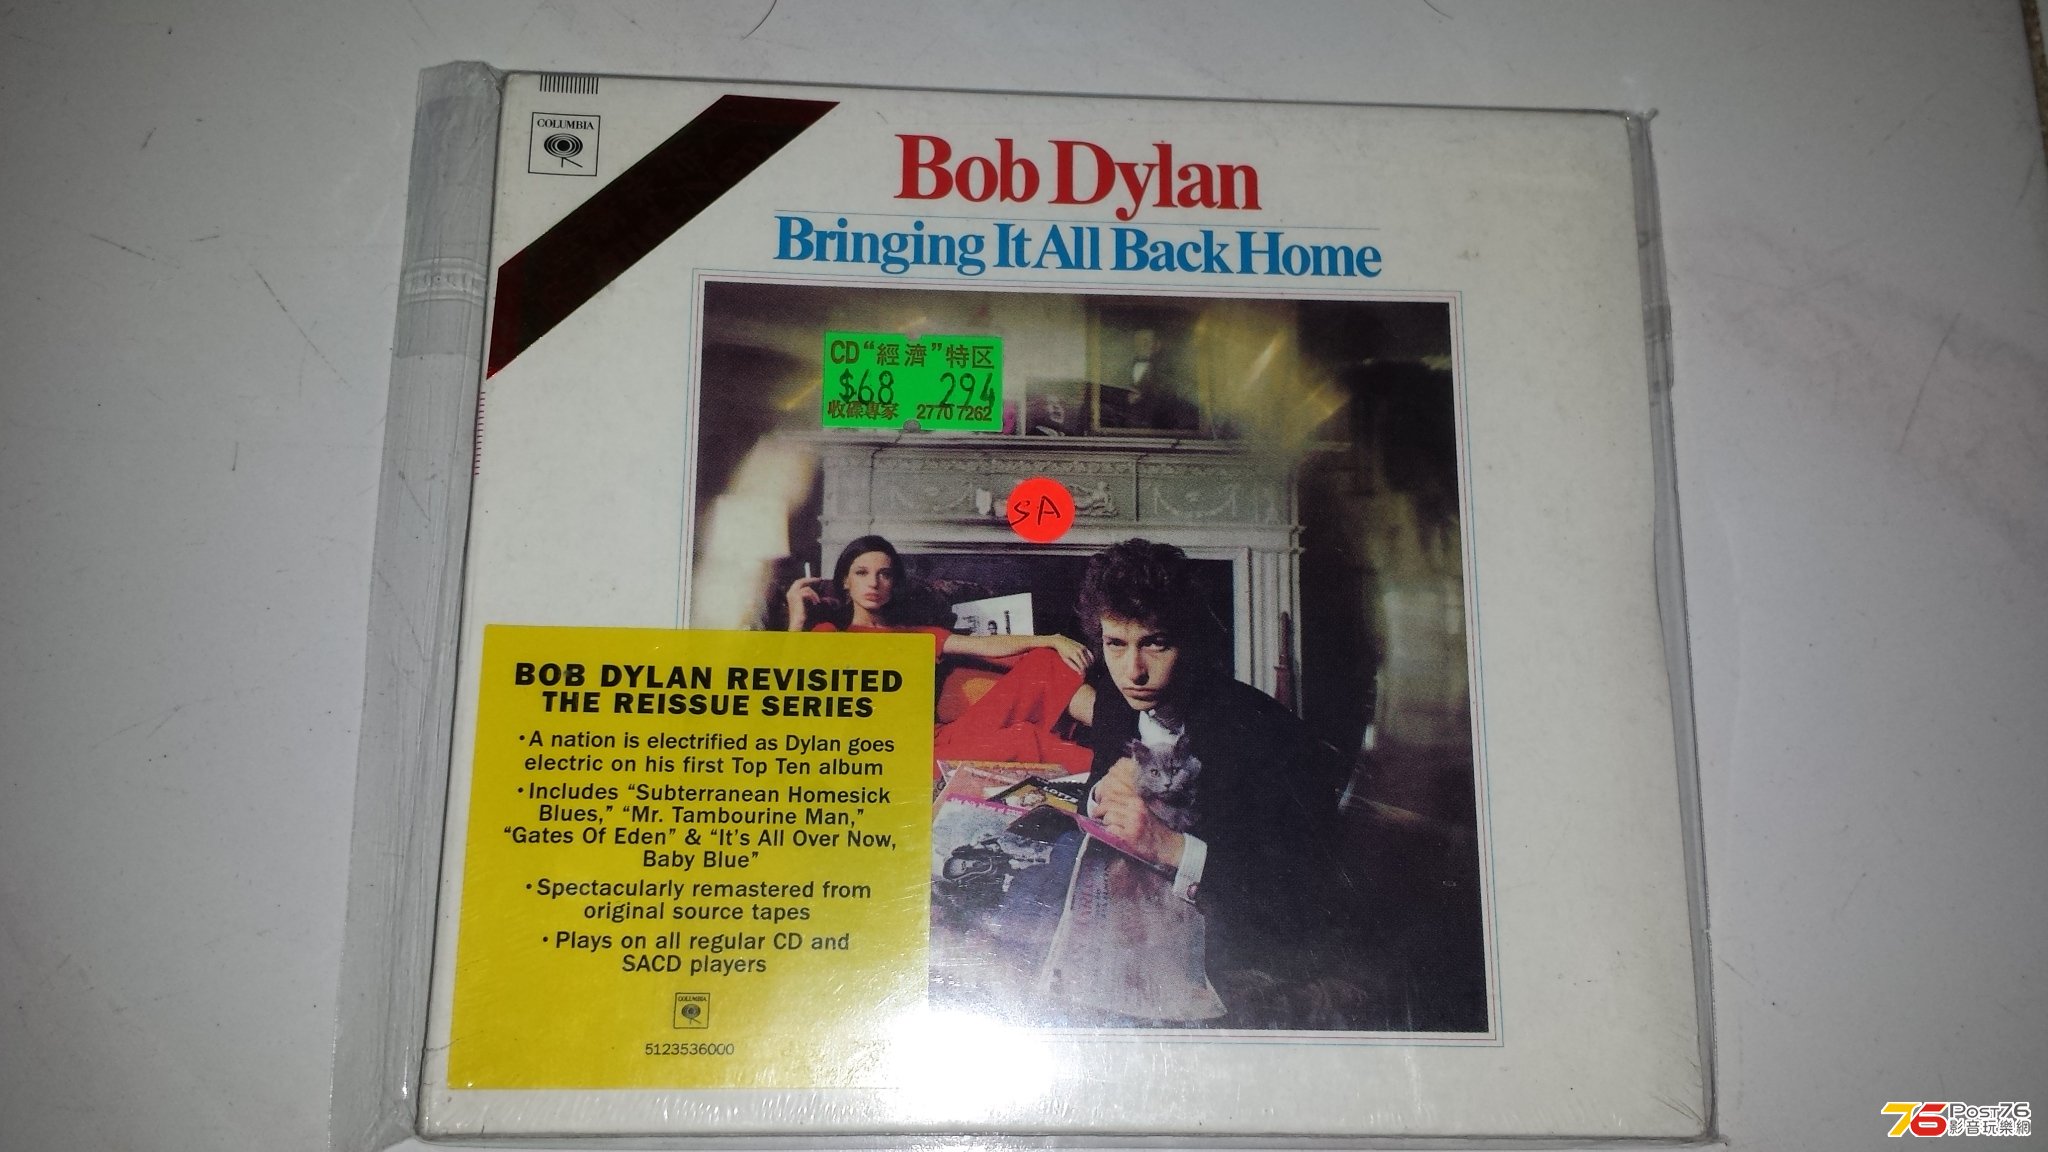 COLUMBIA
Bob Dylan
Bringing It All Back Home
CD“經濟”特区
$68 294
收碟專家 2770 7262
SA
BOB DYLAN REVISITED
THE REISSUE SERIES
•A nation is electrified as Dylan goes
electric on his first Top Ten album
•Includes “Subterranean Homesick
Blues,” “Mr. Tambourine Man,”
“Gates Of Eden” & “It’s All Over Now,
Baby Blue”
•Spectacularly remastered from
original source tapes
•Plays on all regular CD and
SACD players
COLUMBIA
5123536000
76 Post76
影音玩樂網